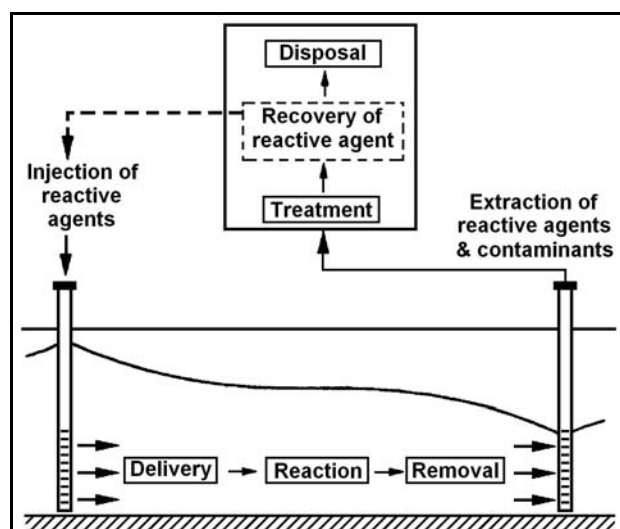 Disposal
Recovery of
reactive agent
Treatment
Injection of
reactive
agents
Extraction of
reactive agents
& contaminants
Delivery
Reaction
Removal